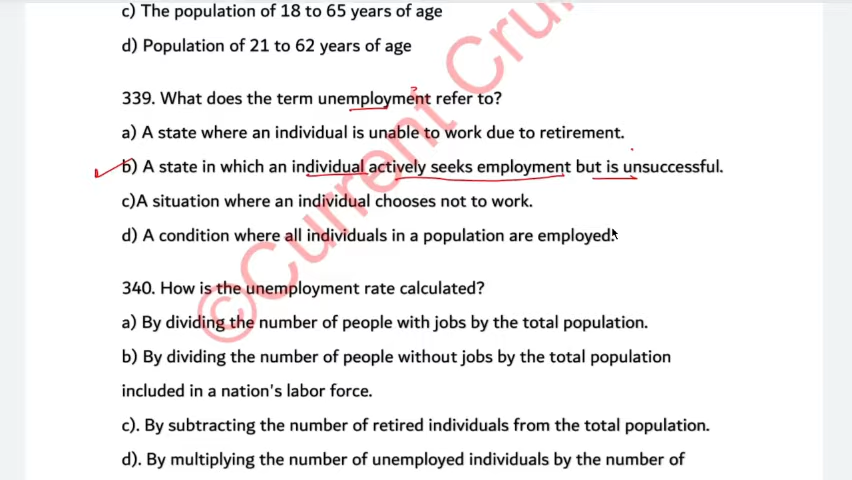 c) The population of 18 to 65 years of age
d) Population of 21 to 62 years of age
339. What does the term unemployment refer to?
a) A state where an individual is unable to work due to retirement.
b) A state in which an individual actively seeks employment but is unsuccessful.
c)A situation where an individual chooses not to work.
d) A condition where all individuals in a population are employed.
340. How is the unemployment rate calculated?
a) By dividing the number of people with jobs by the total population.
b) By dividing the number of people without jobs by the total population
included in a nation's labor force.
c). By subtracting the number of retired individuals from the total population.
d). By multiplying the number of unemployed individuals by the number of
©Current